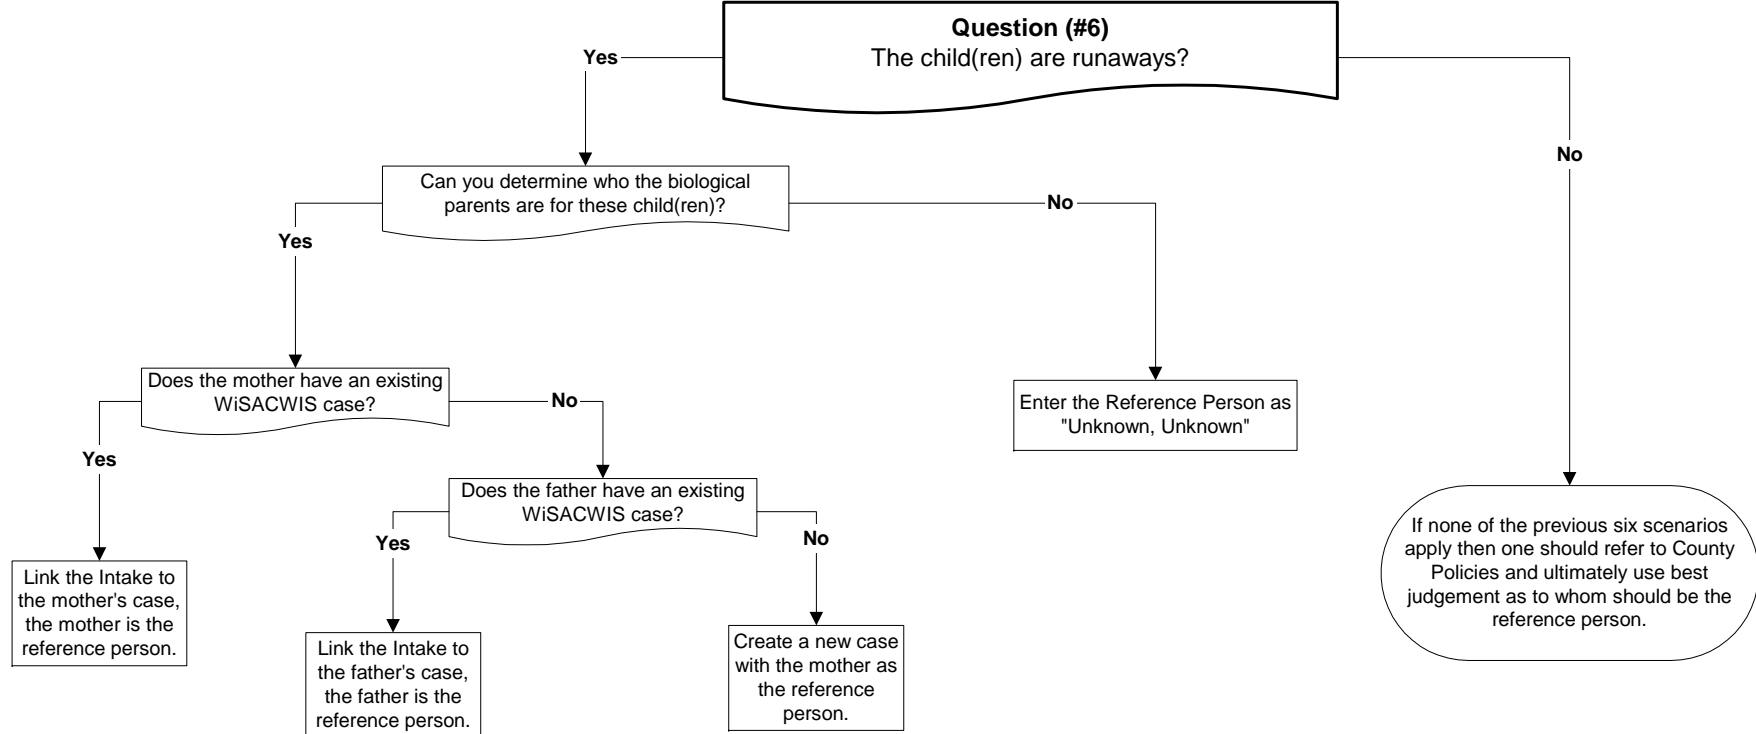 Question (#6)
The child(ren) are runaways?
Yes
No
Can you determine who the biological
parents are for these child(ren)?
Yes
No
Does the mother have an existing
WiSACWIS case?
Yes
No
Enter the Reference Person as
"Unknown, Unknown"
Does the father have an existing
WiSACWIS case?
Yes
No
If none of the previous six scenarios
apply then one should refer to County
Policies and ultimately use best
judgement as to whom should be the
reference person.
Link the Intake to
the mother's case,
the mother is the
reference person.
Link the Intake to
the father's case,
the father is the
reference person.
Create a new case
with the mother as
the reference
person.